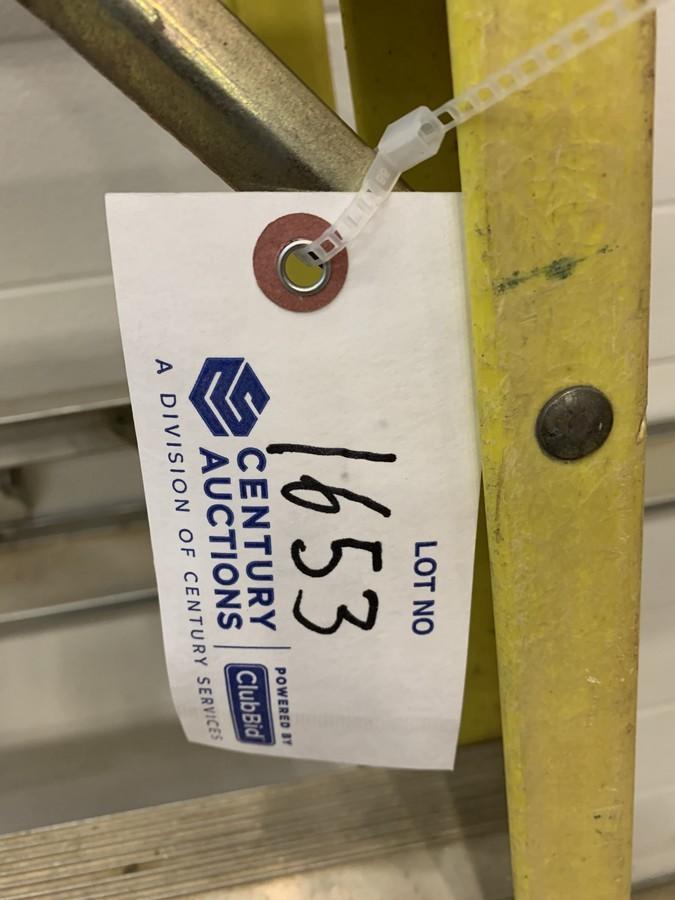 LOT NO
1653
CENTURY
AUCTIONS
A DIVISION OF CENTURY SERVICES
POWERED BY
ClubBid